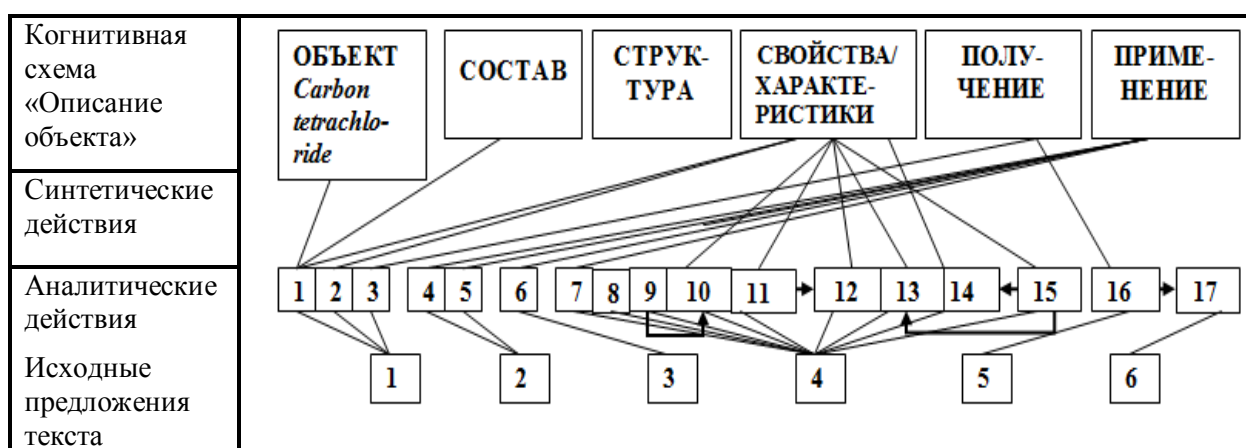 Когнитивная
схема
«Описание
объекта»
ОБЪЕКТ
Carbon
tetrachlo-
ride
СОСТАВ
СТРУК-
ТУРА
СВОЙСТВА/
ХАРАКТЕ-
РИСТИКИ
ПОЛУ-
ЧЕНИЕ
ПРИМЕ-
НЕНИЕ
Синтетические
действия
Аналитические
действия
1 2 3 4 5 6 7 8 9 10 11 12 13 14 15 16 17
Исходные
предложения
текста
1 2 3 4 5 6